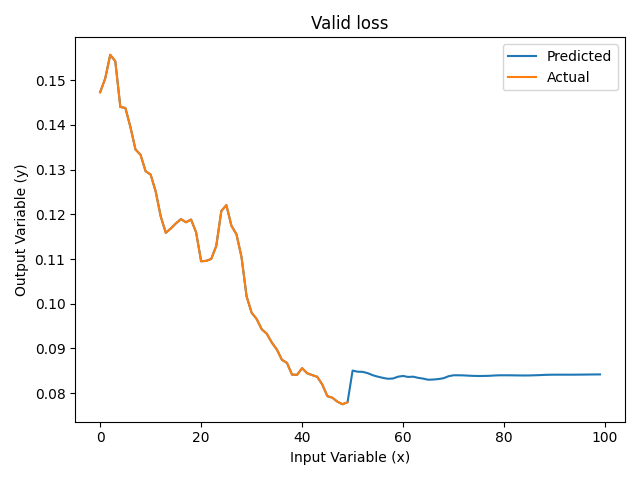 Valid loss
Predicted
Actual
Output Variable (y)
0.15
0.14
0.13
0.12
0.11
0.10
0.09
0.08
0 20 40 60 80 100
Input Variable (x)